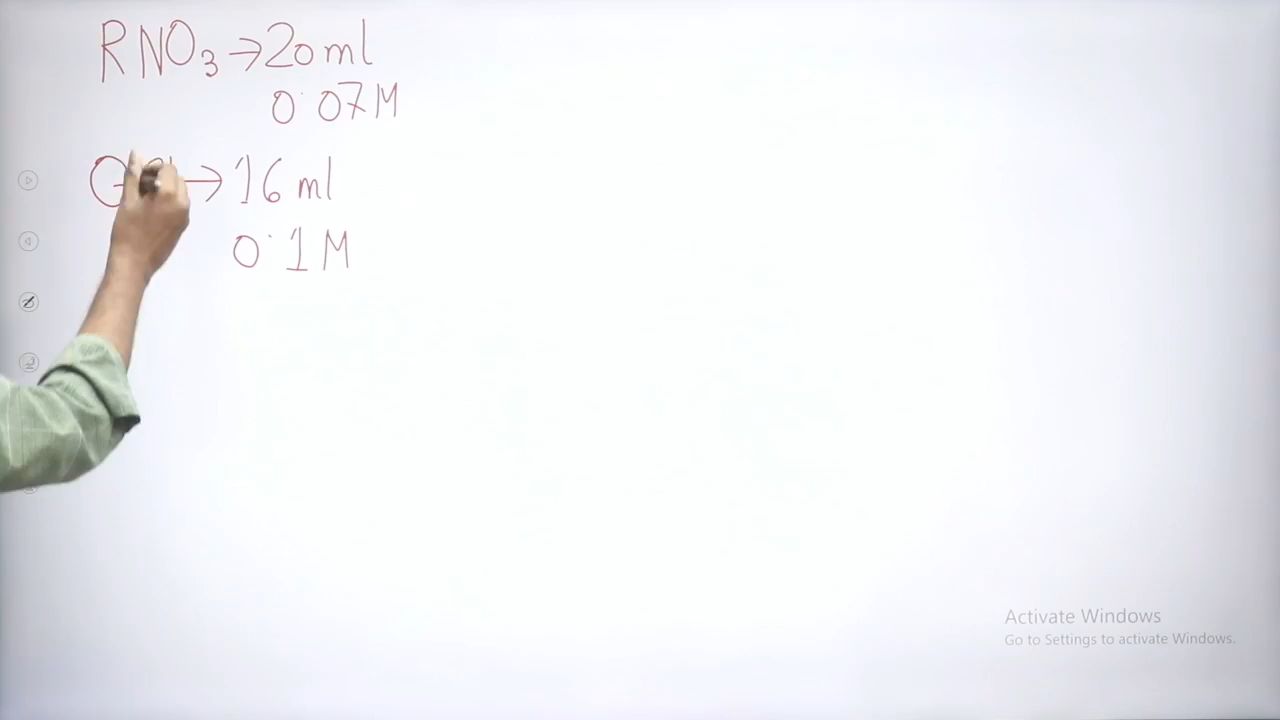 RNO₃ → 20 ml
0.07 M
→ 16 ml
0.1 M
Activate Windows
Go to Settings to activate Windows.